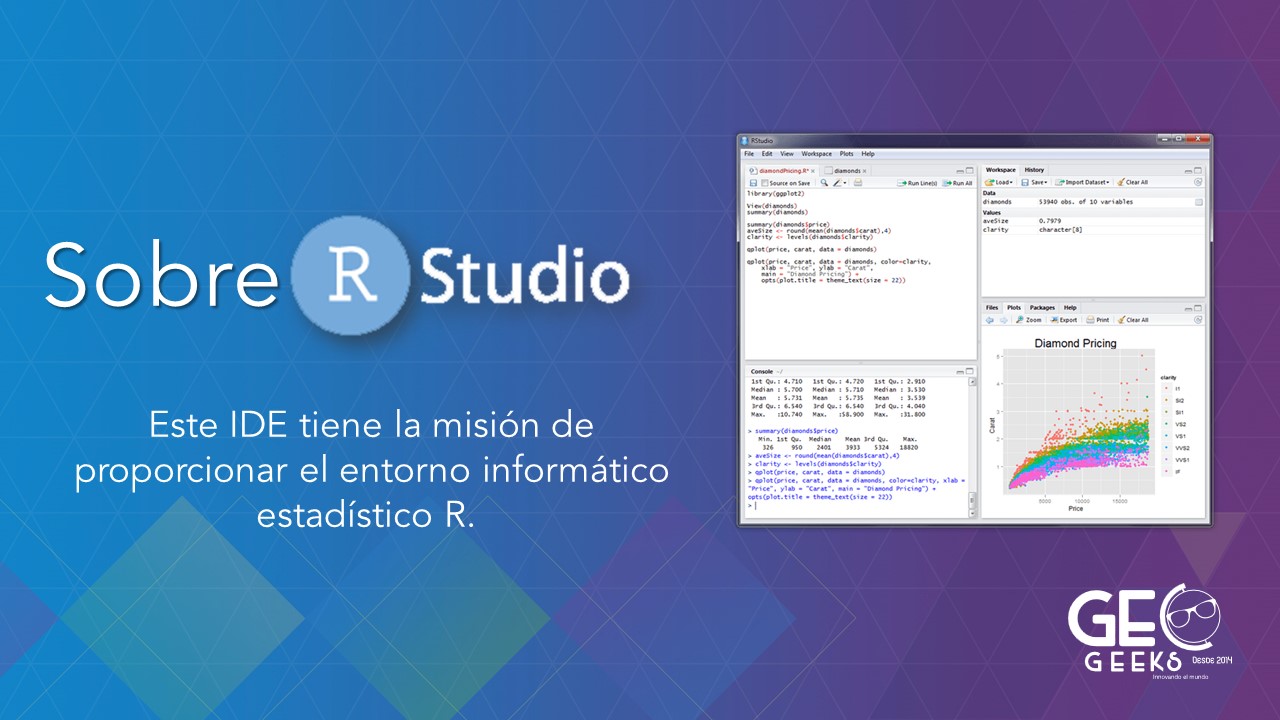 Sobre R Studio
Este IDE tiene la misión de
proporcionar el entorno informático
estadístico R.
RStudio
File Edit View Workspace Plots Help
diamondPricing.R* diamonds
Source on Save Run Line(s) Run All
library(ggplot2)
View(diamonds)
summary(diamonds)
summary(diamonds$price)
aveSize <- round(mean(diamonds$carat),4)
clarity <- levels(diamonds$clarity)
qplot(price, carat, data = diamonds)
qplot(price, carat, data = diamonds, color=clarity,
xlab = "Price", ylab = "Carat",
main = "Diamond Pricing") +
opts(plot.title = theme_text(size = 22))
Console ~/
1st Qu.: 4.710 1st Qu.: 4.720 1st Qu.: 2.910
Median : 5.700 Median : 5.710 Median : 3.530
Mean : 5.731 Mean : 5.735 Mean : 3.539
3rd Qu.: 6.540 3rd Qu.: 6.540 3rd Qu.: 4.040
Max. :10.740 Max. :58.900 Max. :31.800
> summary(diamonds$price)
Min. 1st Qu. Median Mean 3rd Qu. Max.
326 950 2401 3933 5324 18820
> aveSize <- round(mean(diamonds$carat),4)
> clarity <- levels(diamonds$clarity)
> qplot(price, carat, data = diamonds)
> qplot(price, carat, data = diamonds, color=clarity, xlab =
"Price", ylab = "Carat", main = "Diamond Pricing") +
opts(plot.title = theme_text(size = 22))
>
Workspace History
Load Save Import Dataset Clear All
Data
diamonds 53940 obs. of 10 variables
Values
aveSize 0.7979
clarity character[8]
Files Plots Packages Help
Zoom Export Print Clear All
Diamond Pricing
clarity
I1
SI2
SI1
VS2
VS1
VVS2
VVS1
IF
Carat
5
4
3
2
1
5000 10000 15000
Price
GEO
GEEKS Desde 2014
Innovando el mundo